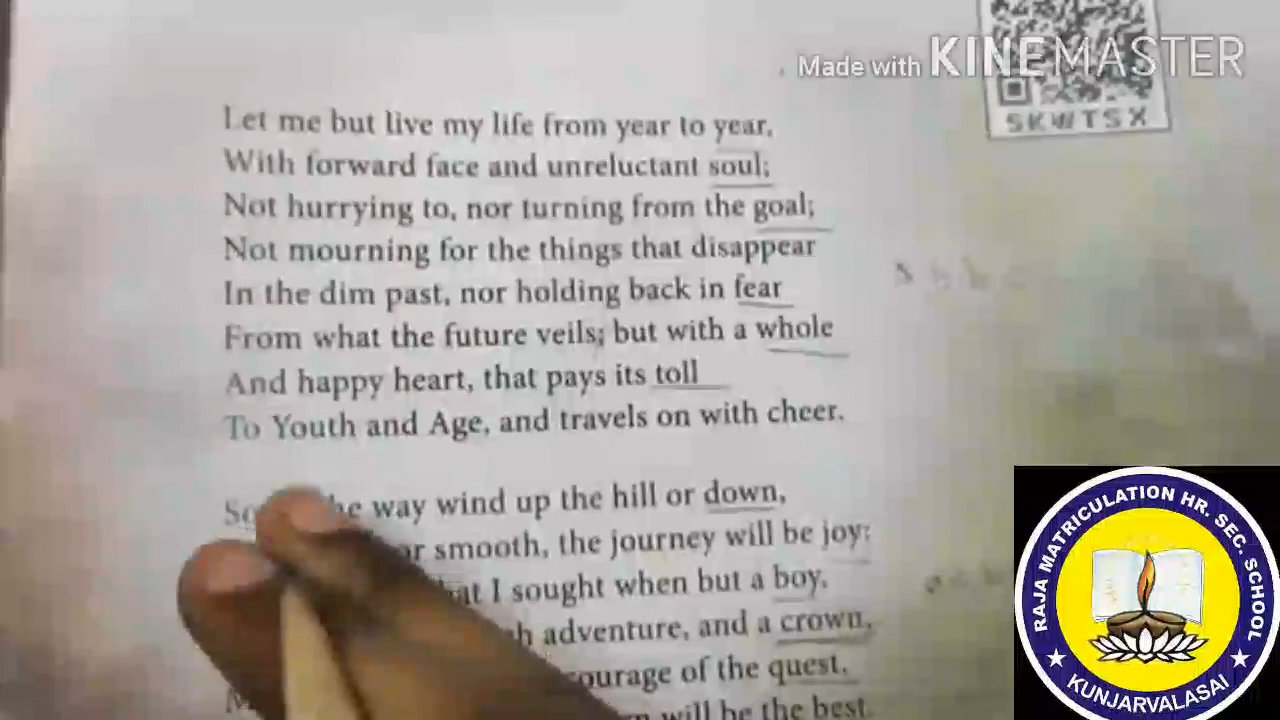 Made with KINEMASTER
SKWTSX
Let me but live my life from year to year,
With forward face and unreluctant soul;
Not hurrying to, nor turning from the goal;
Not mourning for the things that disappear
In the dim past, nor holding back in fear
From what the future veils; but with a whole
And happy heart, that pays its toll
To Youth and Age, and travels on with cheer.
way wind up the hill or down,
smooth, the journey will be joy:
I sought when but a boy.
adventure, and a crown,
of the quest.
will be the best.
RAJA MATRICULATION HR. SEC. SCHOOL
KUNJARVALASAI